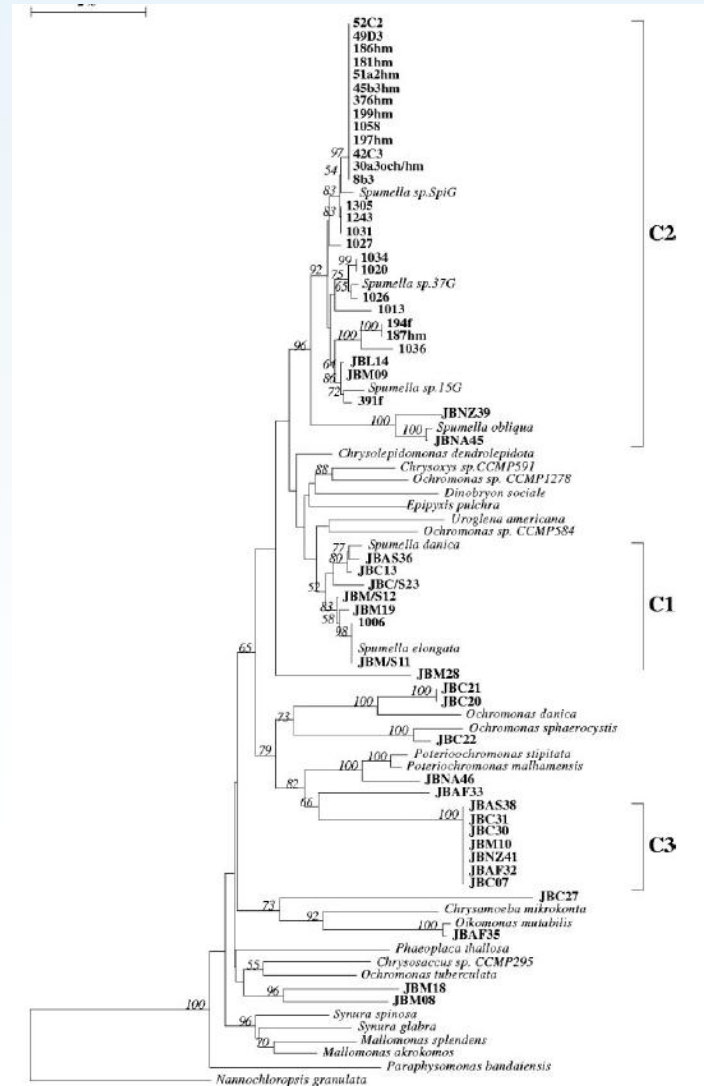 52C2
49D3
186hm
181hm
51a2hm
45b3hm
376hm
199hm
1058
197hm
97
42C3
54
30a3och/hm
8b3
83
Spumella sp.SpiG
1305
83
1243
1031
C2
1027
1034
99
1020
92
75
Spumella sp.37G
65
1026
1013
194f
100
187hm
100
1036
96
JBL14
64
JBM09
86
Spumella sp.15G
72
391f
JBNZ39
100
Spumella obliqua
100
JBNA45
Chrysolepidomonas dendrolepidota
Chrysoxys sp.CCMP591
88
Ochromonas sp. CCMP1278
Dinobryon sociale
Epipyxis pulchra
Uroglena americana
Ochromonas sp. CCMP584
Spumella danica
77
JBAS36
80
JBC13
JBC/S23
52
JBM/S12
C1
83
JBM19
58
1006
98
Spumella elongata
65
JBM/S11
JBM28
JBC21
100
JBC20
100
Ochromonas danica
73
Ochromonas sphaerocystis
100
JBC22
79
Poterioochromonas stipitata
100
Poteriochromonas malhamensis
100
JBNA46
82
JBAF33
66
JBAS38
100
JBC31
JBC30
JBM10
C3
JBNZ41
JBAF32
JBC07
JBC27
73
Chrysamoeba mikrokonta
92
Oikomonas mutabilis
100
JBAF35
Phaeoplaca thallosa
Chrysosaccus sp. CCMP295
55
Ochromonas tuberculata
JBM18
96
JBM08
100
Synura spinosa
96
Synura glabra
Mallomonas splendens
70
Mallomonas akrokomos
Paraphysomonas bandaiensis
Nannochloropsis granulata